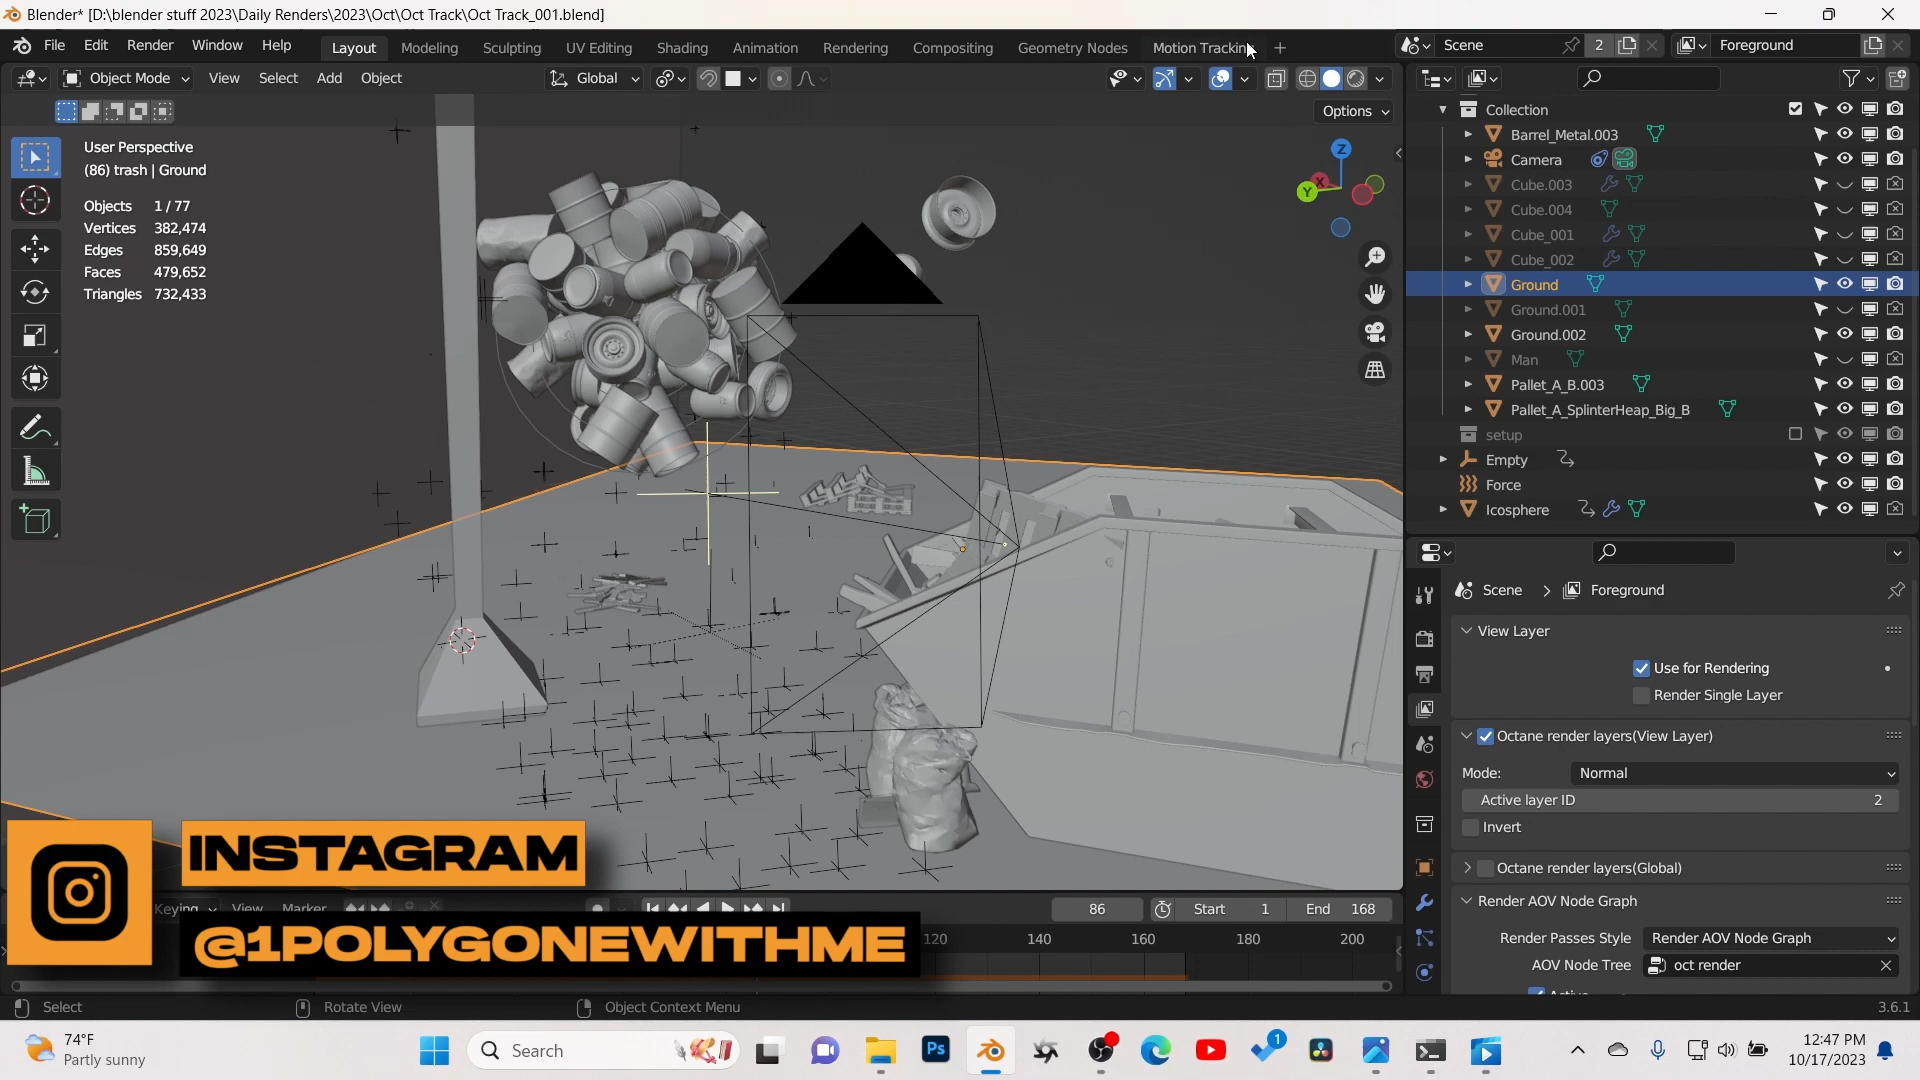 Blender* [D:\blender stuff 2023\Daily Renders\2023\Oct\Oct Track\Oct Track_001.blend]
File Edit Render Window Help Layout Modeling Sculpting UV Editing Shading Animation Rendering Compositing Geometry Nodes Motion Tracking Scene 2 Foreground
Object Mode View Select Add Object Global
Options
User Perspective
(86) trash | Ground
Objects 1 / 77
Vertices 382,474
Edges 859,649
Faces 479,652
Triangles 732,433
Z
X
Y
Collection
Barrel_Metal.003
Camera
Cube.003
Cube.004
Cube_001
Cube_002
Ground
Ground.001
Ground.002
Man
Pallet_A_B.003
Pallet_A_SplinterHeap_Big_B
setup
Empty
Force
Icosphere
Scene > Foreground
View Layer
Use for Rendering
Render Single Layer
Octane render layers(View Layer)
Mode: Normal
Active layer ID 2
Invert
Octane render layers(Global)
Render AOV Node Graph
Render Passes Style Render AOV Node Graph
AOV Node Tree oct render
INSTAGRAM
@1POLYGONEWITHME
Keying View Marker 86 Start 1 End 168
120 140 160 180 200
Select Rotate View Object Context Menu 3.6.1
74°F
Partly sunny
Search
Ps
1
12:47 PM
10/17/2023